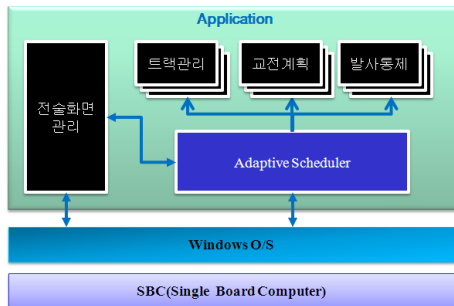 Application
트랙관리
교전계획
발사통제
전술화면
관리
Adaptive Scheduler
Windows O/S
SBC(Single Board Computer)